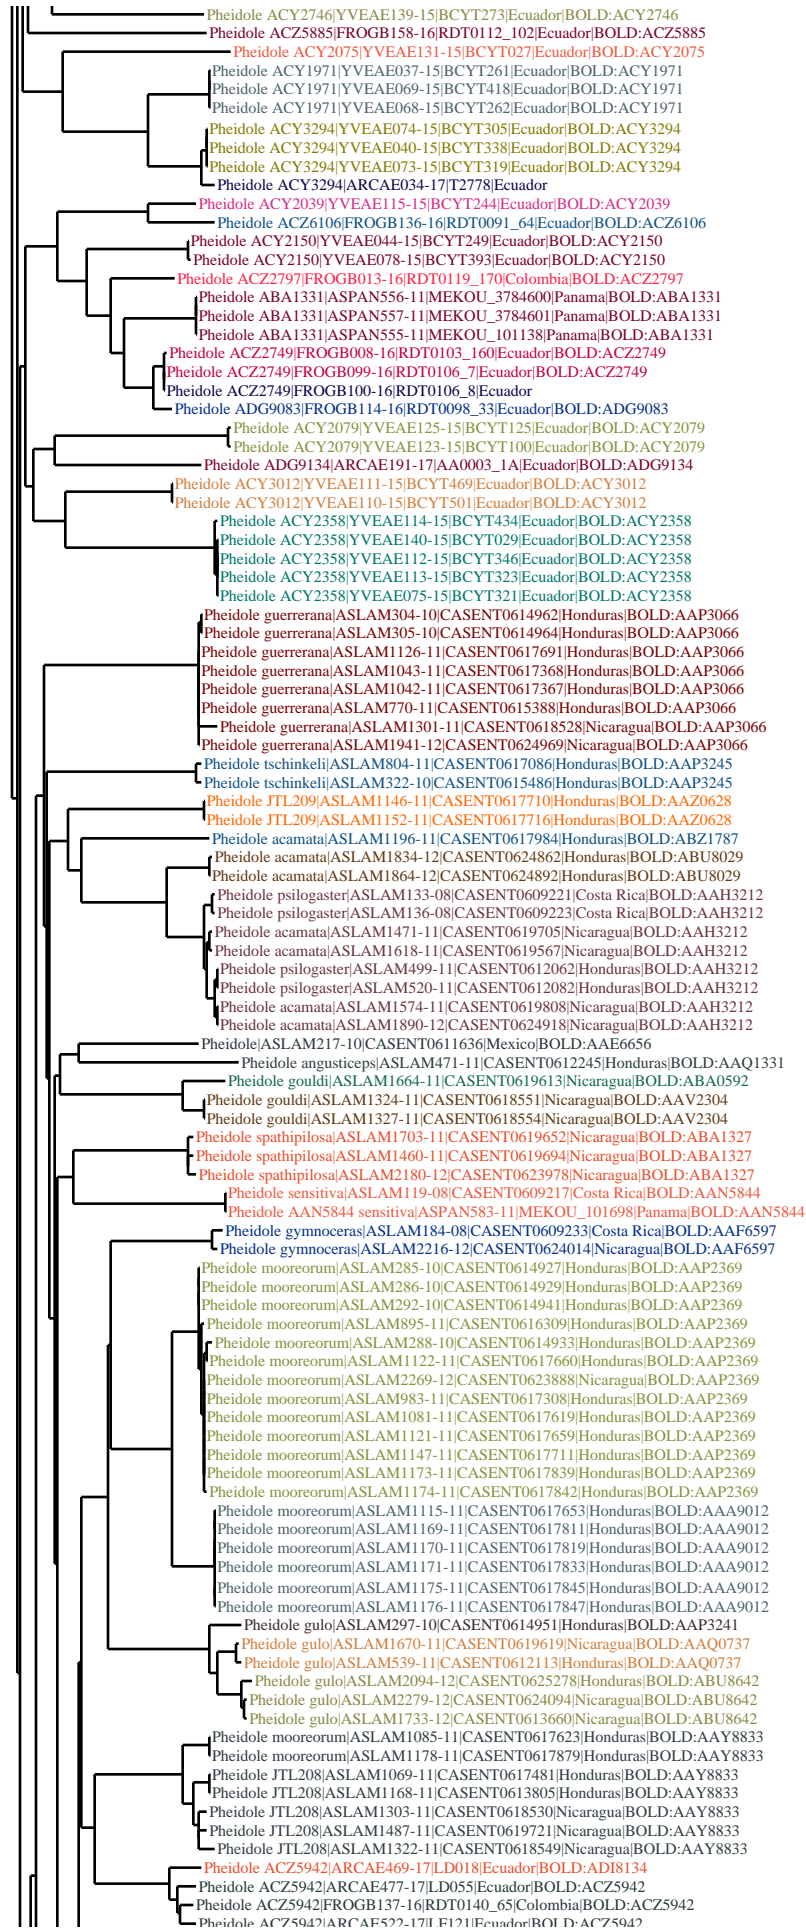 Pheidole ACY2746|YVEAE139-15|BCYT273|Ecuador|BOLD:ACY2746
Pheidole ACZ5885|FROGB158-16|RDT0112_102|Ecuador|BOLD:ACZ5885
Pheidole ACY2075|YVEAE131-15|BCYT027|Ecuador|BOLD:ACY2075
Pheidole ACY1971|YVEAE037-15|BCYT261|Ecuador|BOLD:ACY1971
Pheidole ACY1971|YVEAE069-15|BCYT418|Ecuador|BOLD:ACY1971
Pheidole ACY1971|YVEAE068-15|BCYT262|Ecuador|BOLD:ACY1971
Pheidole ACY3294|YVEAE074-15|BCYT305|Ecuador|BOLD:ACY3294
Pheidole ACY3294|YVEAE040-15|BCYT338|Ecuador|BOLD:ACY3294
Pheidole ACY3294|YVEAE073-15|BCYT319|Ecuador|BOLD:ACY3294
Pheidole ACY3294|ARCAE034-17|T2778|Ecuador
Pheidole ACY2039|YVEAE115-15|BCYT244|Ecuador|BOLD:ACY2039
Pheidole ACZ6106|FROGB136-16|RDT0091_64|Ecuador|BOLD:ACZ6106
Pheidole ACY2150|YVEAE044-15|BCYT249|Ecuador|BOLD:ACY2150
Pheidole ACY2150|YVEAE078-15|BCYT393|Ecuador|BOLD:ACY2150
Pheidole ACZ2797|FROGB013-16|RDT0119_170|Colombia|BOLD:ACZ2797
Pheidole ABA1331|ASPAN556-11|MEKOU_3784600|Panama|BOLD:ABA1331
Pheidole ABA1331|ASPAN557-11|MEKOU_3784601|Panama|BOLD:ABA1331
Pheidole ABA1331|ASPAN555-11|MEKOU_101138|Panama|BOLD:ABA1331
Pheidole ACZ2749|FROGB008-16|RDT0103_160|Ecuador|BOLD:ACZ2749
Pheidole ACZ2749|FROGB099-16|RDT0106_7|Ecuador|BOLD:ACZ2749
Pheidole ACZ2749|FROGB100-16|RDT0106_8|Ecuador
Pheidole ADG9083|FROGB114-16|RDT0098_33|Ecuador|BOLD:ADG9083
Pheidole ACY2079|YVEAE125-15|BCYT125|Ecuador|BOLD:ACY2079
Pheidole ACY2079|YVEAE123-15|BCYT100|Ecuador|BOLD:ACY2079
Pheidole ADG9134|ARCAE191-17|AA0003_1A|Ecuador|BOLD:ADG9134
Pheidole ACY3012|YVEAE111-15|BCYT469|Ecuador|BOLD:ACY3012
Pheidole ACY3012|YVEAE110-15|BCYT501|Ecuador|BOLD:ACY3012
Pheidole ACY2358|YVEAE114-15|BCYT434|Ecuador|BOLD:ACY2358
Pheidole ACY2358|YVEAE140-15|BCYT029|Ecuador|BOLD:ACY2358
Pheidole ACY2358|YVEAE112-15|BCYT346|Ecuador|BOLD:ACY2358
Pheidole ACY2358|YVEAE113-15|BCYT323|Ecuador|BOLD:ACY2358
Pheidole ACY2358|YVEAE075-15|BCYT321|Ecuador|BOLD:ACY2358
Pheidole guerrerana|ASLAM304-10|CASENT0614962|Honduras|BOLD:AAP3066
Pheidole guerrerana|ASLAM305-10|CASENT0614964|Honduras|BOLD:AAP3066
Pheidole guerrerana|ASLAM1126-11|CASENT0617691|Honduras|BOLD:AAP3066
Pheidole guerrerana|ASLAM1043-11|CASENT0617368|Honduras|BOLD:AAP3066
Pheidole guerrerana|ASLAM1042-11|CASENT0617367|Honduras|BOLD:AAP3066
Pheidole guerrerana|ASLAM770-11|CASENT0615388|Honduras|BOLD:AAP3066
Pheidole guerrerana|ASLAM1301-11|CASENT0618528|Nicaragua|BOLD:AAP3066
Pheidole guerrerana|ASLAM1941-12|CASENT0624969|Nicaragua|BOLD:AAP3066
Pheidole tschinkeli|ASLAM804-11|CASENT0617086|Honduras|BOLD:AAP3245
Pheidole tschinkeli|ASLAM322-10|CASENT0615486|Honduras|BOLD:AAP3245
Pheidole JTL209|ASLAM1146-11|CASENT0617710|Honduras|BOLD:AAZ0628
Pheidole JTL209|ASLAM1152-11|CASENT0617716|Honduras|BOLD:AAZ0628
Pheidole acamata|ASLAM1196-11|CASENT0617984|Honduras|BOLD:ABZ1787
Pheidole acamata|ASLAM1834-12|CASENT0624862|Honduras|BOLD:ABU8029
Pheidole acamata|ASLAM1864-12|CASENT0624892|Honduras|BOLD:ABU8029
Pheidole psilogaster|ASLAM133-08|CASENT0609221|Costa Rica|BOLD:AAH3212
Pheidole psilogaster|ASLAM136-08|CASENT0609223|Costa Rica|BOLD:AAH3212
Pheidole acamata|ASLAM1471-11|CASENT0619705|Nicaragua|BOLD:AAH3212
Pheidole acamata|ASLAM1618-11|CASENT0619567|Nicaragua|BOLD:AAH3212
Pheidole psilogaster|ASLAM499-11|CASENT0612062|Honduras|BOLD:AAH3212
Pheidole psilogaster|ASLAM520-11|CASENT0612082|Honduras|BOLD:AAH3212
Pheidole acamata|ASLAM1574-11|CASENT0619808|Nicaragua|BOLD:AAH3212
Pheidole acamata|ASLAM1890-12|CASENT0624918|Nicaragua|BOLD:AAH3212
Pheidole|ASLAM217-10|CASENT0611636|Mexico|BOLD:AAE6656
Pheidole angusticeps|ASLAM471-11|CASENT0612245|Honduras|BOLD:AAQ1331
Pheidole gouldi|ASLAM1664-11|CASENT0619613|Nicaragua|BOLD:ABA0592
Pheidole gouldi|ASLAM1324-11|CASENT0618551|Nicaragua|BOLD:AAV2304
Pheidole gouldi|ASLAM1327-11|CASENT0618554|Nicaragua|BOLD:AAV2304
Pheidole spathipilosa|ASLAM1703-11|CASENT0619652|Nicaragua|BOLD:ABA1327
Pheidole spathipilosa|ASLAM1460-11|CASENT0619694|Nicaragua|BOLD:ABA1327
Pheidole spathipilosa|ASLAM2180-12|CASENT0623978|Nicaragua|BOLD:ABA1327
Pheidole sensitiva|ASLAM119-08|CASENT0609217|Costa Rica|BOLD:AAN5844
Pheidole AAN5844 sensitiva|ASPAN583-11|MEKOU_101698|Panama|BOLD:AAN5844
Pheidole gymnoceras|ASLAM184-08|CASENT0609233|Costa Rica|BOLD:AAF6597
Pheidole gymnoceras|ASLAM2216-12|CASENT0624014|Nicaragua|BOLD:AAF6597
Pheidole mooreorum|ASLAM285-10|CASENT0614927|Honduras|BOLD:AAP2369
Pheidole mooreorum|ASLAM286-10|CASENT0614929|Honduras|BOLD:AAP2369
Pheidole mooreorum|ASLAM292-10|CASENT0614941|Honduras|BOLD:AAP2369
Pheidole mooreorum|ASLAM895-11|CASENT0616309|Honduras|BOLD:AAP2369
Pheidole mooreorum|ASLAM288-10|CASENT0614933|Honduras|BOLD:AAP2369
Pheidole mooreorum|ASLAM1122-11|CASENT0617660|Honduras|BOLD:AAP2369
Pheidole mooreorum|ASLAM2269-12|CASENT0623888|Nicaragua|BOLD:AAP2369
Pheidole mooreorum|ASLAM983-11|CASENT0617308|Honduras|BOLD:AAP2369
Pheidole mooreorum|ASLAM1081-11|CASENT0617619|Honduras|BOLD:AAP2369
Pheidole mooreorum|ASLAM1121-11|CASENT0617659|Honduras|BOLD:AAP2369
Pheidole mooreorum|ASLAM1147-11|CASENT0617711|Honduras|BOLD:AAP2369
Pheidole mooreorum|ASLAM1173-11|CASENT0617839|Honduras|BOLD:AAP2369
Pheidole mooreorum|ASLAM1174-11|CASENT0617842|Honduras|BOLD:AAP2369
Pheidole mooreorum|ASLAM1115-11|CASENT0617653|Honduras|BOLD:AAA9012
Pheidole mooreorum|ASLAM1169-11|CASENT0617811|Honduras|BOLD:AAA9012
Pheidole mooreorum|ASLAM1170-11|CASENT0617819|Honduras|BOLD:AAA9012
Pheidole mooreorum|ASLAM1171-11|CASENT0617833|Honduras|BOLD:AAA9012
Pheidole mooreorum|ASLAM1175-11|CASENT0617845|Honduras|BOLD:AAA9012
Pheidole mooreorum|ASLAM1176-11|CASENT0617847|Honduras|BOLD:AAA9012
Pheidole gulo|ASLAM297-10|CASENT0614951|Honduras|BOLD:AAP3241
Pheidole gulo|ASLAM1670-11|CASENT0619619|Nicaragua|BOLD:AAQ0737
Pheidole gulo|ASLAM539-11|CASENT0612113|Honduras|BOLD:AAQ0737
Pheidole gulo|ASLAM2094-12|CASENT0625278|Honduras|BOLD:ABU8642
Pheidole gulo|ASLAM2279-12|CASENT0624094|Nicaragua|BOLD:ABU8642
Pheidole gulo|ASLAM1733-12|CASENT0613660|Nicaragua|BOLD:ABU8642
Pheidole mooreorum|ASLAM1085-11|CASENT0617623|Honduras|BOLD:AAY8833
Pheidole mooreorum|ASLAM1178-11|CASENT0617879|Honduras|BOLD:AAY8833
Pheidole JTL208|ASLAM1069-11|CASENT0617481|Honduras|BOLD:AAY8833
Pheidole JTL208|ASLAM1168-11|CASENT0613805|Honduras|BOLD:AAY8833
Pheidole JTL208|ASLAM1303-11|CASENT0618530|Nicaragua|BOLD:AAY8833
Pheidole JTL208|ASLAM1487-11|CASENT0619721|Nicaragua|BOLD:AAY8833
Pheidole JTL208|ASLAM1322-11|CASENT0618549|Nicaragua|BOLD:AAY8833
Pheidole ACZ5942|ARCAE469-17|LD018|Ecuador|BOLD:ADI8134
Pheidole ACZ5942|ARCAE477-17|LD055|Ecuador|BOLD:ACZ5942
Pheidole ACZ5942|FROGB137-16|RDT0140_65|Colombia|BOLD:ACZ5942
Pheidole ACZ5942|ARCAE522-17|LF121|Ecuador|BOLD:ACZ5942